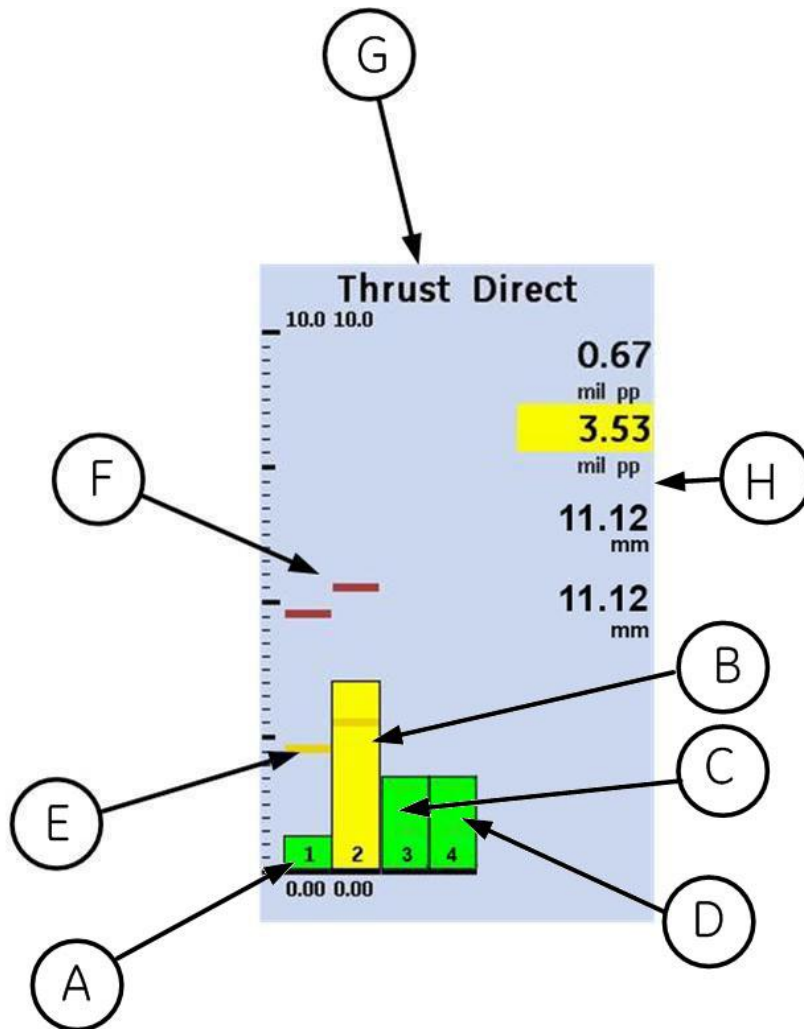 G
Thrust Direct
10.0 10.0
0.67
mil pp
3.53
mil pp
H
F
11.12
mm
11.12
mm
B
C
E
1 2 3 4
0.00 0.00
D
A